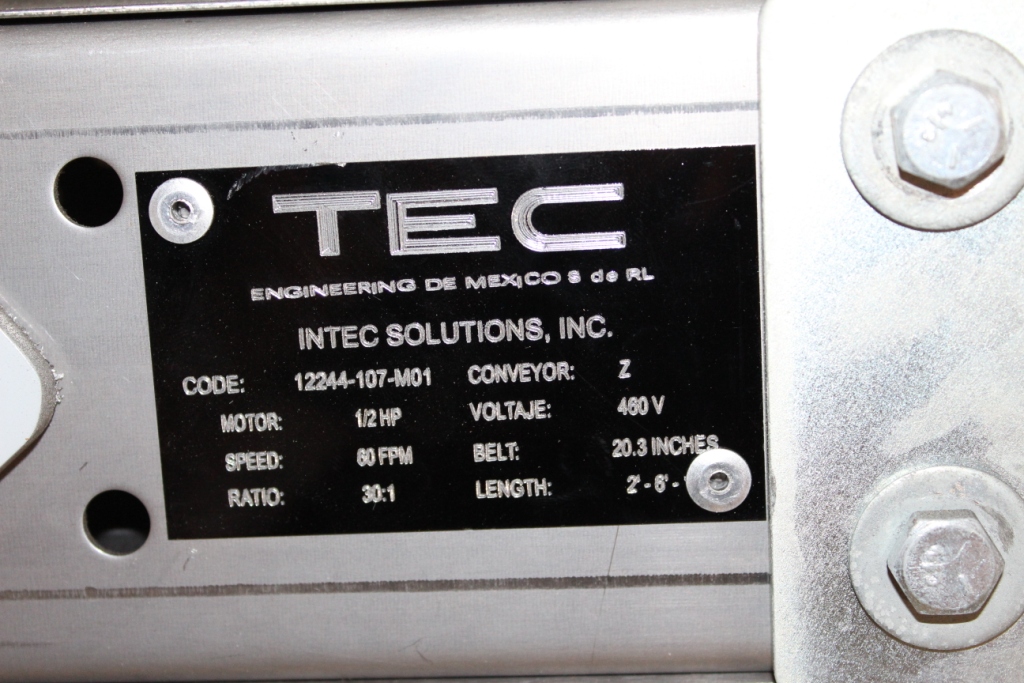 TEC
ENGINEERING DE MEXICO S de RL
INTEC SOLUTIONS, INC.
CODE: 12244-107-M01 CONVEYOR: Z
MOTOR: 1/2 HP VOLTAJE: 460 V
SPEED: 60 FPM BELT: 20.3 INCHES
RATIO: 30:1 LENGTH: 2' - 6' -